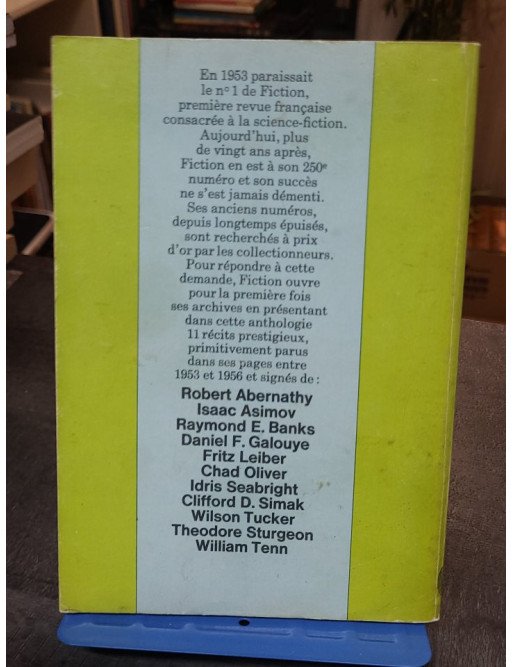 En 1953 paraissait
le n° 1 de Fiction,
première revue française
consacrée à la science-fiction.
Aujourd'hui, plus
de vingt ans après,
Fiction en est à son 250e
numéro et son succès
ne s'est jamais démenti.
Ses anciens numéros,
depuis longtemps épuisés,
sont recherchés à prix
d'or par les collectionneurs.
Pour répondre à cette
demande, Fiction ouvre
pour la première fois
ses archives en présentant
dans cette anthologie
11 récits prestigieux,
primitivement parus
dans ses pages entre
1953 et 1956 et signés de :
Robert Abernathy
Isaac Asimov
Raymond E. Banks
Daniel F. Galouye
Fritz Leiber
Chad Oliver
Idris Seabright
Clifford D. Simak
Wilson Tucker
Theodore Sturgeon
William Tenn